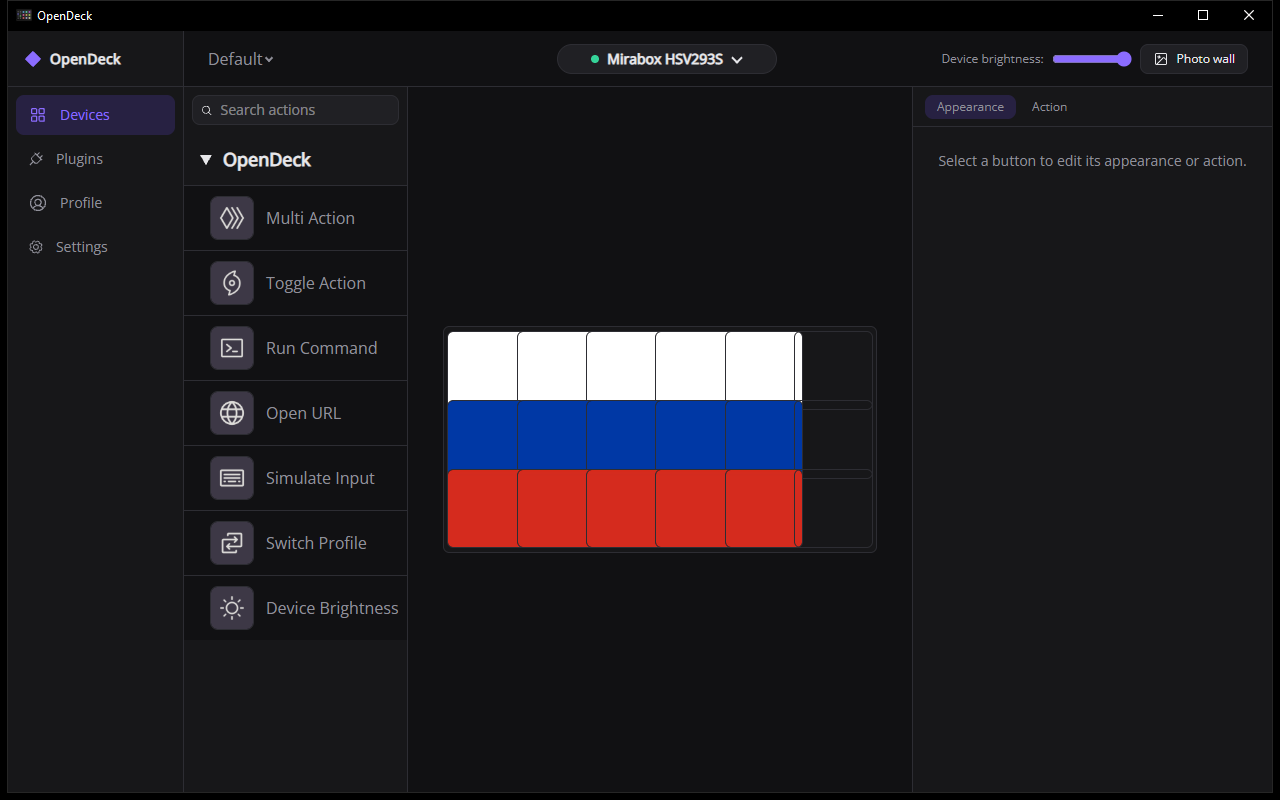 OpenDeck
OpenDeck
Default
Mirabox HSV293S
Device brightness:
Photo wall
Devices
Plugins
Profile
Settings
Search actions
OpenDeck
Multi Action
Toggle Action
Run Command
Open URL
Simulate Input
Switch Profile
Device Brightness
Appearance
Action
Select a button to edit its appearance or action.